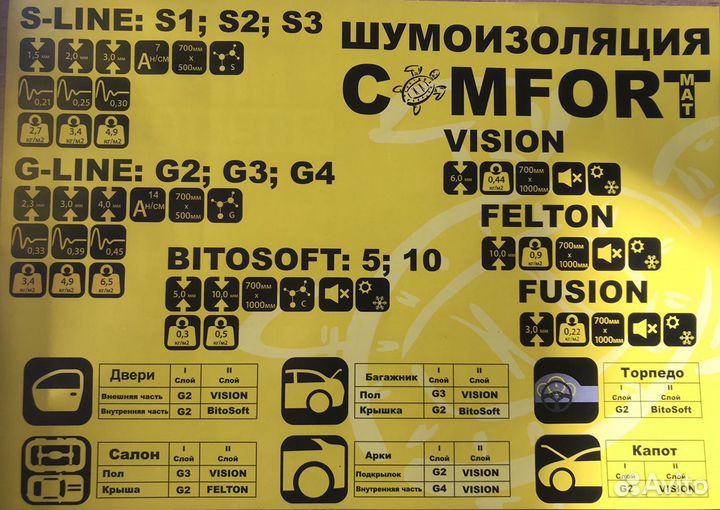 S-LINE: S1; S2; S3
1,5 мм 2,0 мм 3,0 мм 7 А Н/СМ 700мм х 500мм S
0,21 0,25 0,30
2,7 кг/м2 3,4 кг/м2 4,9 кг/м2
ШУМОИЗОЛЯЦИЯ
COMFORT MAT
G-LINE: G2; G3; G4
2,3 мм 3,0 мм 4,0 мм 14 А Н/СМ 700мм х 500мм G
0,33 0,39 0,45
3,4 кг/м2 4,9 кг/м2 6,5 кг/м2
VISION
6,0 мм 0,44 кг/м2 700мм х 1000мм
FELTON
10,0 мм 0,9 кг/м2 700мм х 1000мм
BITOSOFT: 5; 10
5,0 мм 10,0 мм 700мм х 1000мм C
0,3 кг/м2 0,5 кг/м2
FUSION
3,0 мм 0,22 кг/м2 700мм х 1000мм
Двери I Слой II Слой
Внешняя часть G2 VISION
Внутренняя часть G2 BitoSoft
Багажник I Слой II Слой
Пол G3 VISION
Крышка G2 BitoSoft
Торпедо
I Слой II Слой
G2 BitoSoft
Салон I Слой II Слой
Пол G3 VISION
Крыша G2 FELTON
Арки I Слой II Слой
Подкрылок G2 VISION
Внутренняя часть G4 VISION
Капот
I Слой II Слой
G2 VISION
Avito